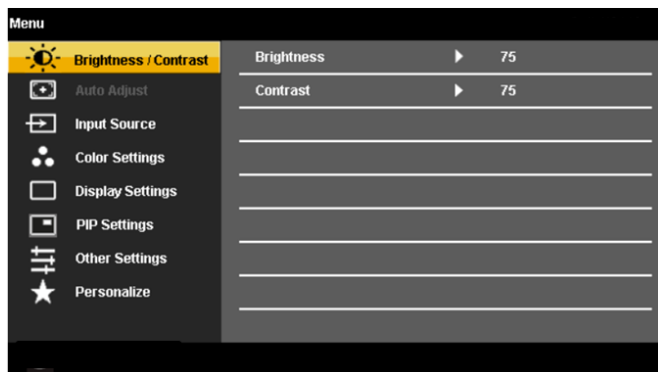 Menu
Brightness / Contrast
Brightness 75
Auto Adjust
Contrast 75
Input Source
Color Settings
Display Settings
PIP Settings
Other Settings
Personalize